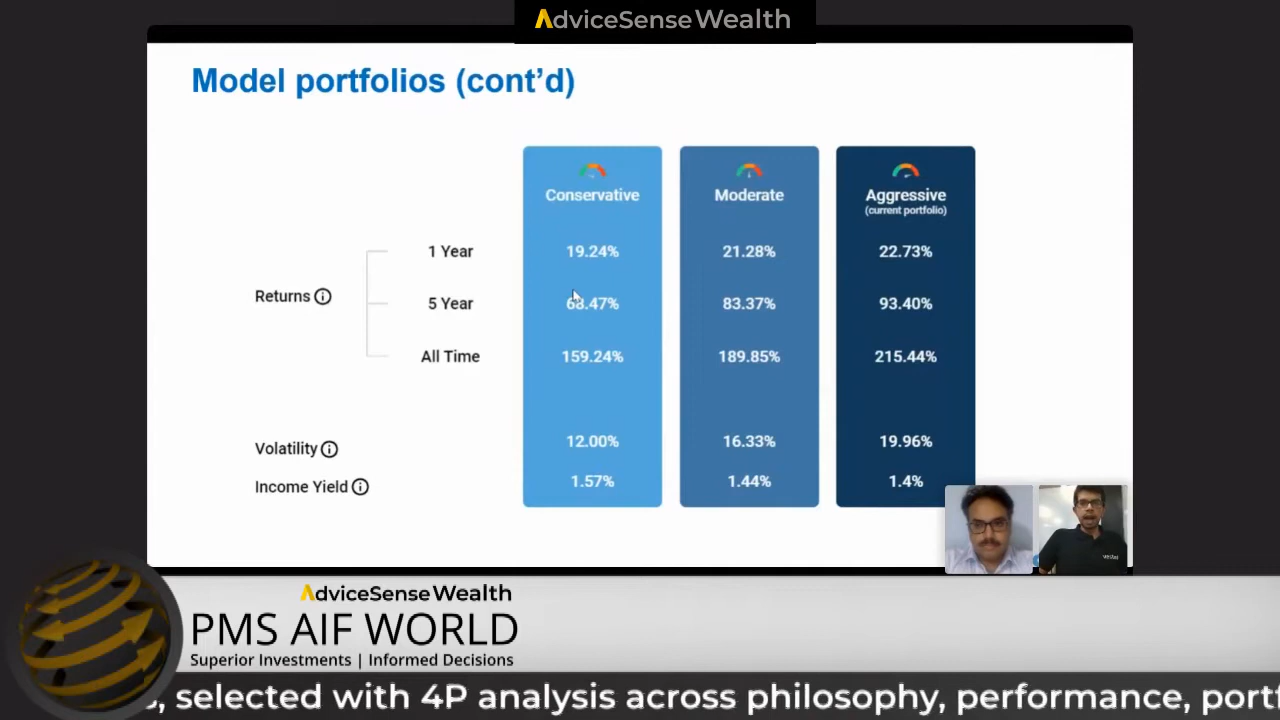 AdviceSense Wealth
Model portfolios (cont'd)
Conservative
Moderate
Aggressive
(current portfolio)
Returns
1 Year
19.24%
21.28%
22.73%
5 Year
68.47%
83.37%
93.40%
All Time
159.24%
189.85%
215.44%
Volatility
12.00%
16.33%
19.96%
Income Yield
1.57%
1.44%
1.4%
AdviceSense Wealth
PMS AIF WORLD
Superior Investments | Informed Decisions
, selected with 4P analysis across philosophy, performance, portf